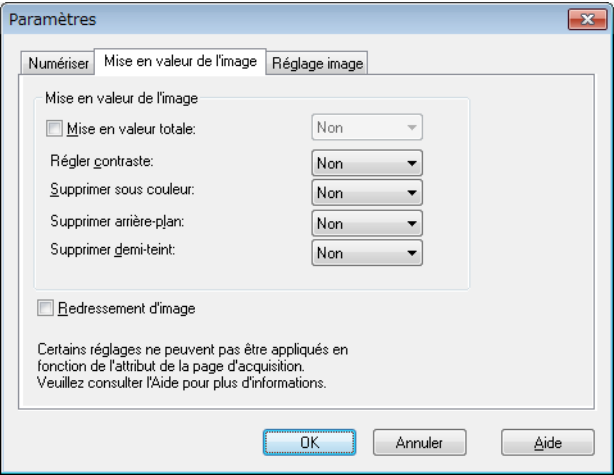 Paramètres
Numériser Mise en valeur de l'image Réglage image
Mise en valeur de l'image
Mise en valeur totale: Non
Régler contraste: Non
Supprimer sous couleur: Non
Supprimer arrière-plan: Non
Supprimer demi-teint: Non
Redressement d'image
Certains réglages ne peuvent pas être appliqués en
fonction de l'attribut de la page d'acquisition.
Veuillez consulter l'Aide pour plus d'informations.
OK Annuler Aide